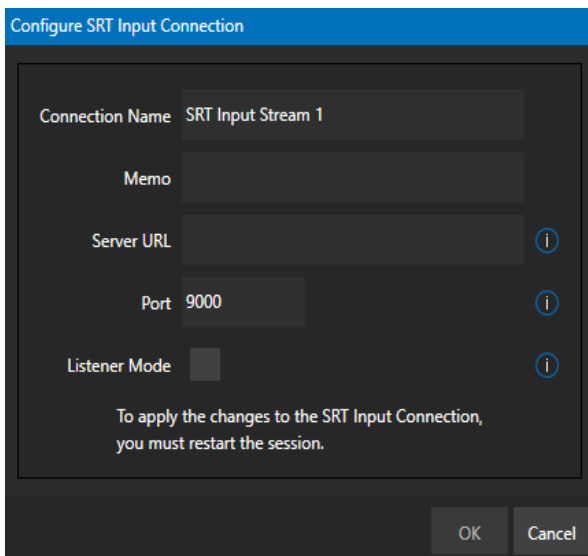 Configure SRT Input Connection
Connection Name SRT Input Stream 1
Memo
Server URL i
Port 9000 i
Listener Mode i
To apply the changes to the SRT Input Connection,
you must restart the session.
OK Cancel